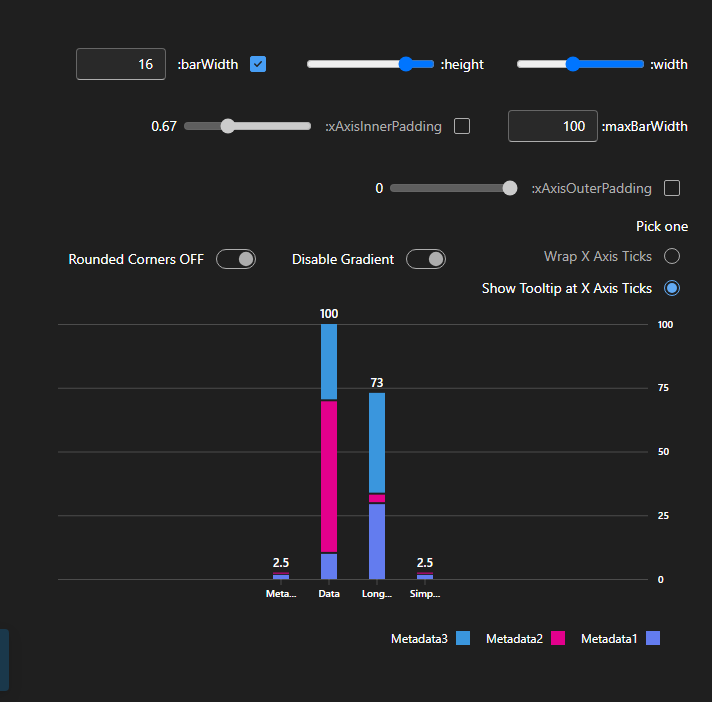 16 :barWidth :height :width
0.67 :xAxisInnerPadding 100 :maxBarWidth
0 :xAxisOuterPadding
Pick one
Rounded Corners OFF Disable Gradient Wrap X Axis Ticks
Show Tooltip at X Axis Ticks
100
100
75
73
50
25
2.5 2.5
0
Meta... Data Long... Simp...
Metadata3 Metadata2 Metadata1